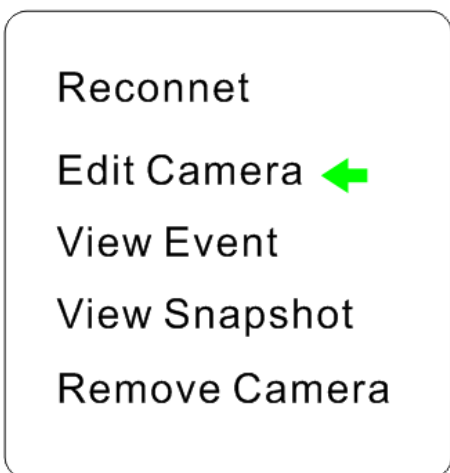 Reconnet
Edit Camera
View Event
View Snapshot
Remove Camera